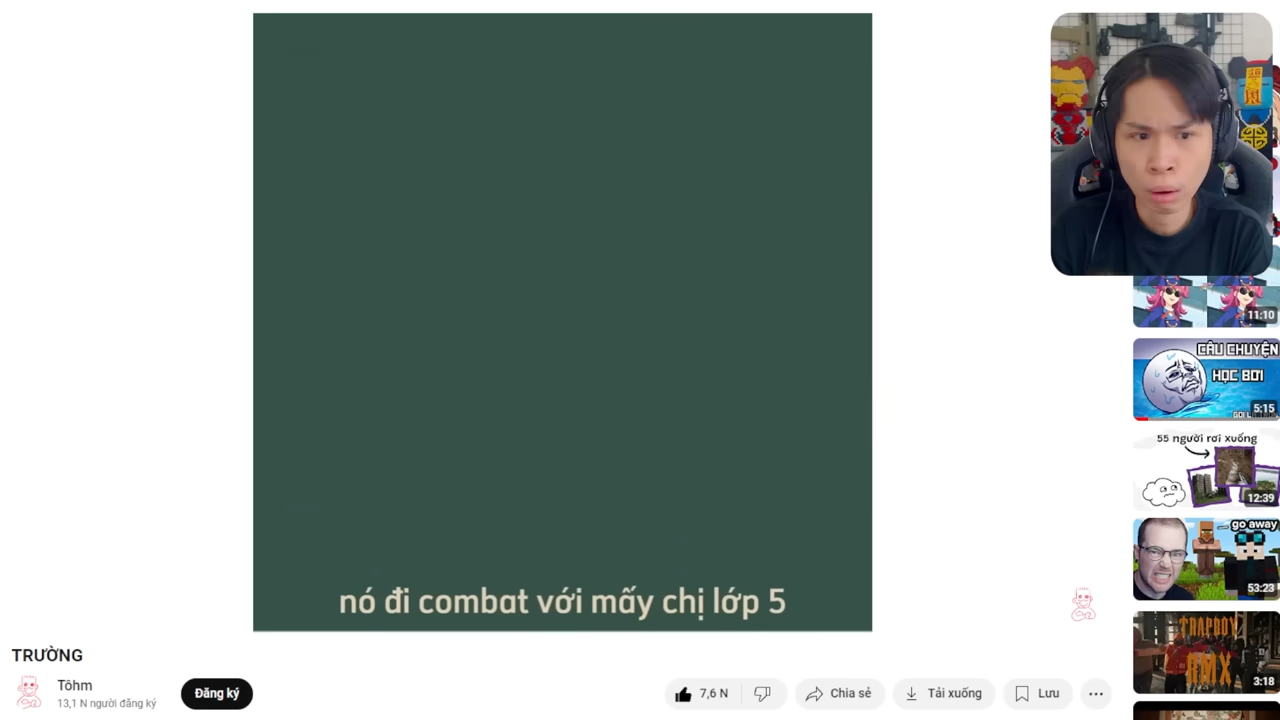 nó đi combat với mấy chị lớp 5
TRƯỜNG
Tôhm
13,1 N người đăng ký
Đăng ký
7,6 N
Chia sẻ
Tải xuống
Lưu
11:10
CÂU CHUYỆN
HỌC BƠI
5:15
55 người rơi xuống
12:39
go away
53:23
TRAPBOY
RMX
3:18